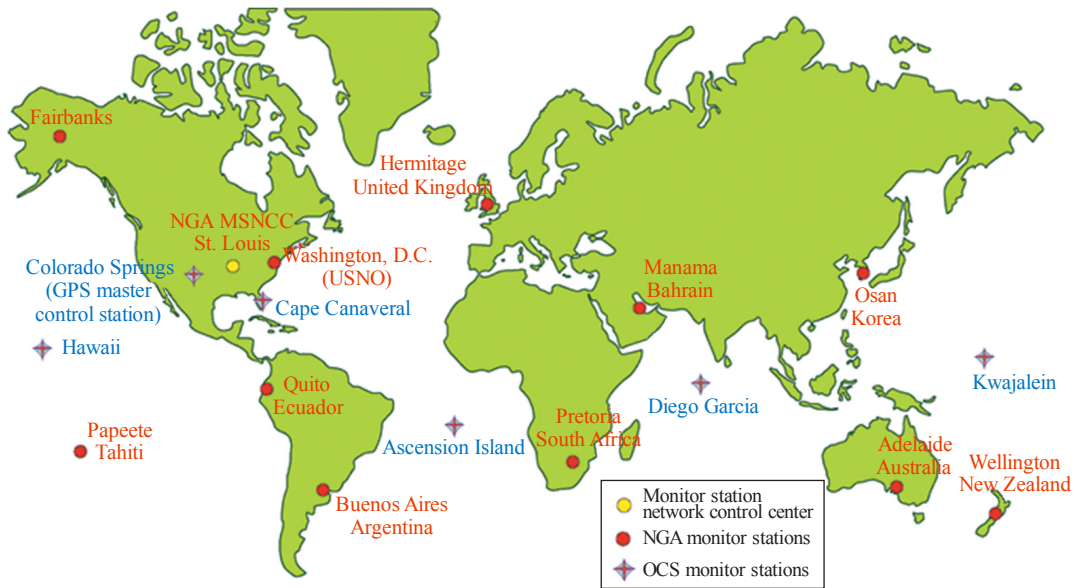 Fairbanks
Hermitage
United Kingdom
NGA MSNCC
St. Louis
Washington, D.C.
(USNO)
Colorado Springs
(GPS master
control station)
Cape Canaveral
Hawaii
Manama
Bahrain
Osan
Korea
Kwajalein
Quito
Ecuador
Diego Garcia
Papeete
Tahiti
Ascension Island
Pretoria
South Africa
Adelaide
Australia
Wellington
New Zealand
Buenos Aires
Argentina
Monitor station
network control center
NGA monitor stations
OCS monitor stations